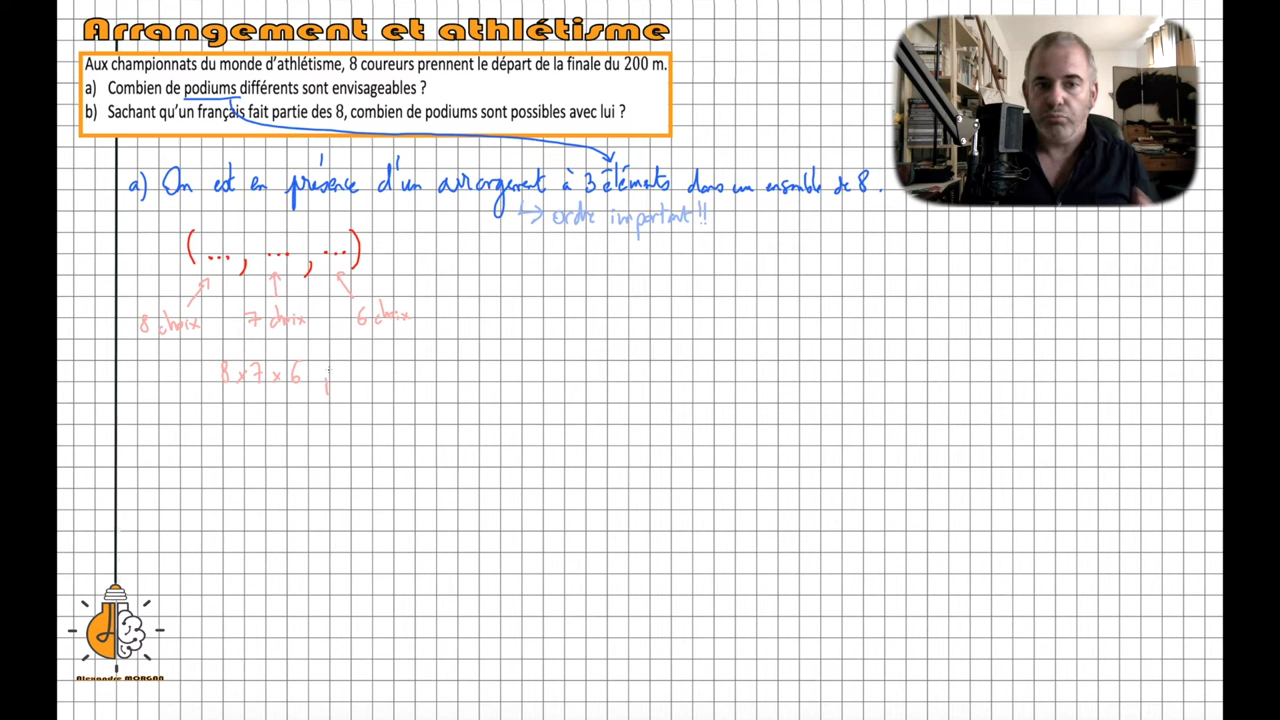 Arrangement et athlétisme
Aux championnats du monde d'athlétisme, 8 coureurs prennent le départ de la finale du 200 m.
a) Combien de podiums différents sont envisageables ?
b) Sachant qu'un français fait partie des 8, combien de podiums sont possibles avec lui ?
a) On est en présence d'un arrangement à 3 éléments dans un ensemble de 8.
↳ ordre important!!
(... , ... , ...)
8 choix 7 choix 6 choix
8 x 7 x 6
Alexandre MORGAN